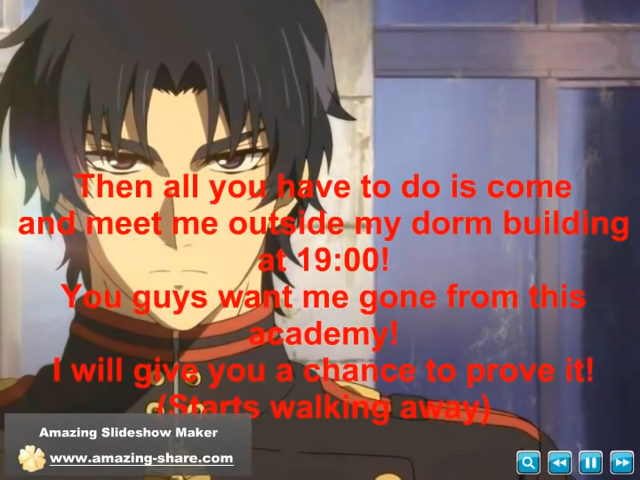 Then all you have to do is come
and meet me outside my dorm building
at 19:00!
You guys want me gone from this
academy!
I will give you a chance to prove it!
(Starts walking away)
Amazing Slideshow Maker
www.amazing-share.com